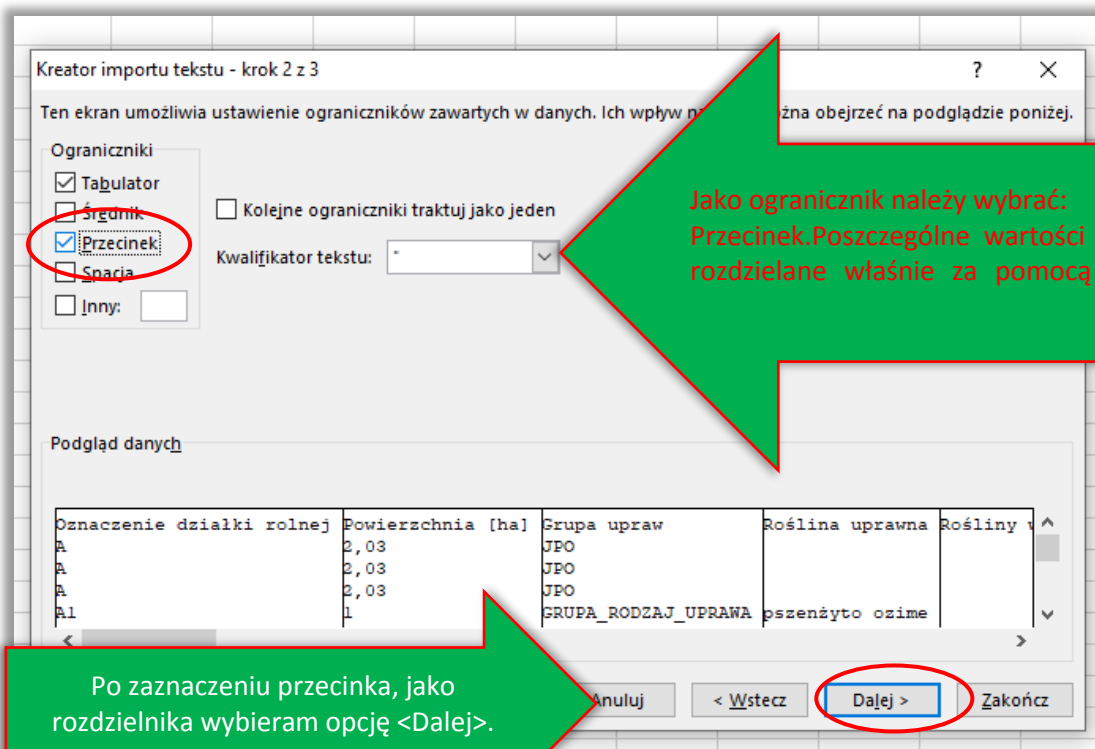 Kreator importu tekstu - krok 2 z 3
Ten ekran umożliwia ustawienie ograniczników zawartych w danych. Ich wpływ można obejrzeć na podglądzie poniżej.
Ograniczniki
Tabulator
Średnik
Przecinek
Spacja
Inny:
Kolejne ograniczniki traktuj jako jeden
Kwalifikator tekstu: "
Jako ogranicznik należy wybrać:
Przecinek.Poszczególne wartości
rozdzielane właśnie za pomocą
Podgląd danych
Oznaczenie działki rolnej Powierzchnia [ha] Grupa upraw Roślina uprawna Rośliny
A 2,03 JPO
A 2,03 JPO
A 2,03 JPO
A1 1 GRUPA_RODZAJ_UPRAWA pszenżyto ozime
Po zaznaczeniu przecinka, jako
rozdzielnika wybieram opcję <Dalej>.
Anuluj < Wstecz Dalej > Zakończ